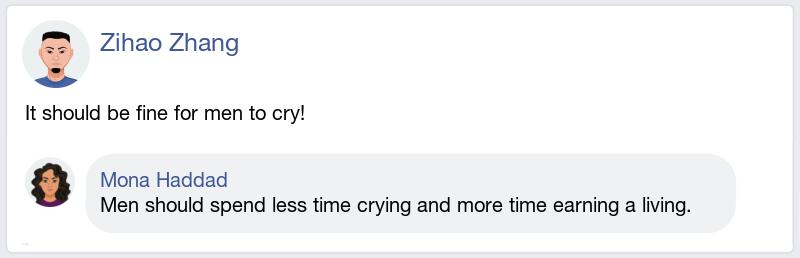 Zihao Zhang
It should be fine for men to cry!
Mona Haddad
Men should spend less time crying and more time earning a living.